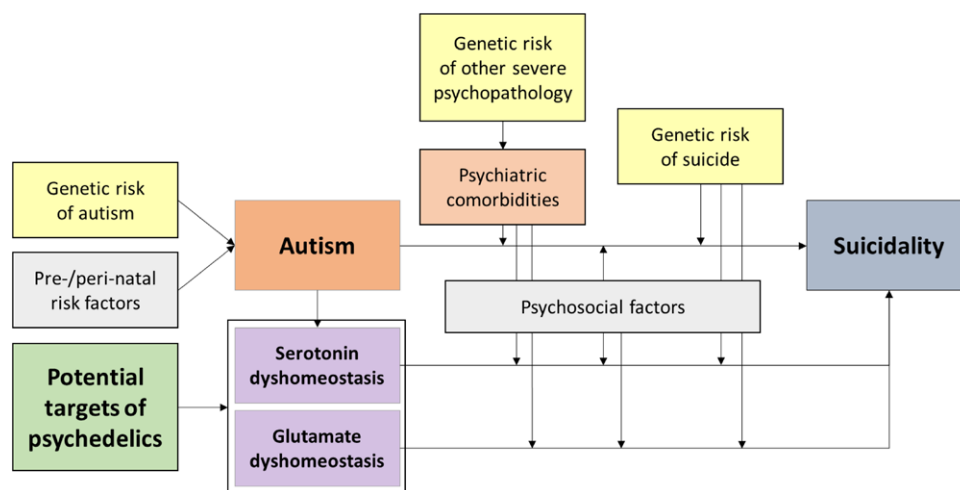 Genetic risk
of other severe
psychopathology
Genetic risk
of suicide
Psychiatric
comorbidities
Genetic risk
of autism
Autism
Suicidality
Pre-/peri-natal
risk factors
Psychosocial factors
Potential
targets of
psychedelics
Serotonin
dyshomeostasis
Glutamate
dyshomeostasis